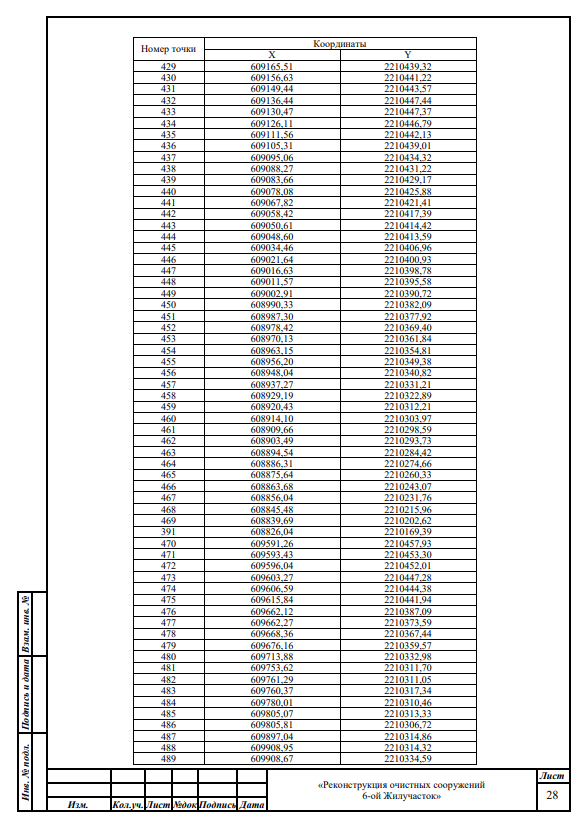 Номер точки Координаты
X Y
429 609165,51 2210439,32
430 609156,63 2210441,22
431 609149,44 2210443,57
432 609136,44 2210447,44
433 609130,47 2210447,37
434 609126,11 2210446,79
435 609111,56 2210442,13
436 609105,31 2210439,01
437 609095,06 2210434,32
438 609088,27 2210431,22
439 609083,66 2210429,17
440 609078,08 2210425,88
441 609067,82 2210421,41
442 609058,42 2210417,39
443 609050,61 2210414,42
444 609048,60 2210413,59
445 609034,46 2210406,96
446 609021,64 2210400,93
447 609016,63 2210398,78
448 609011,57 2210395,58
449 609002,91 2210390,72
450 608990,33 2210382,09
451 608987,30 2210377,92
452 608978,42 2210369,40
453 608970,13 2210361,84
454 608963,15 2210354,81
455 608956,20 2210349,38
456 608948,04 2210340,82
457 608937,27 2210331,21
458 608929,19 2210322,89
459 608920,43 2210312,21
460 608914,10 2210303,97
461 608909,66 2210298,59
462 608903,49 2210293,73
463 608894,54 2210284,42
464 608886,31 2210274,66
465 608875,64 2210260,33
466 608863,68 2210243,07
467 608856,04 2210231,76
468 608845,48 2210215,96
469 608839,69 2210202,62
391 608826,04 2210169,39
470 609591,26 2210457,93
471 609593,43 2210453,30
472 609596,04 2210452,01
473 609603,27 2210447,28
474 609606,59 2210444,38
475 609615,84 2210441,94
476 609662,12 2210387,09
477 609662,27 2210373,59
478 609668,36 2210367,44
479 609676,16 2210359,57
480 609713,88 2210332,98
481 609753,62 2210311,70
482 609761,29 2210311,05
483 609760,37 2210317,34
484 609780,01 2210310,46
485 609805,07 2210313,33
486 609805,81 2210306,72
487 609897,04 2210314,86
488 609908,95 2210314,32
489 609908,67 2210334,59
Взам. инв. №
Подпись и дата
Инв. № подл.
Изм. Кол.уч. Лист №док Подпись Дата
«Реконструкция очистных сооружений
6-ой Жилучасток»
Лист
28